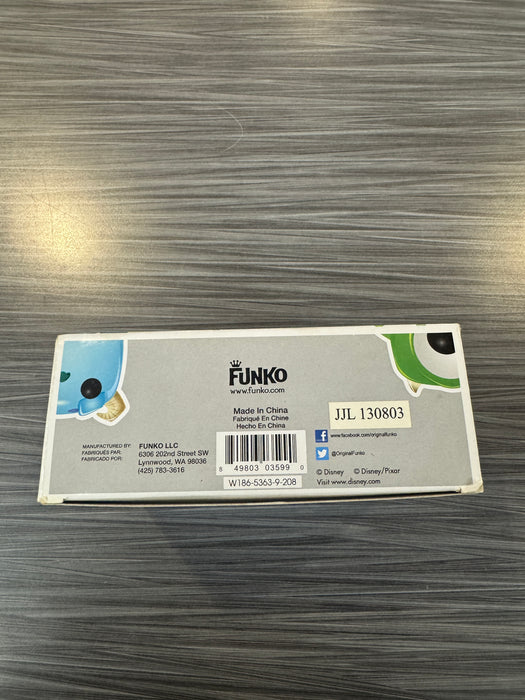 FUNKO
www.funko.com
Made In China
Fabriqué En Chine
Hecho En China
JJL 130803
MANUFACTURED BY:
FABRIQUÉS PAR:
FABRICADO POR:
FUNKO LLC
6306 202nd Street SW
Lynnwood, WA 98036
(425) 783-3616
8 49803 03599 0
W186-5363-9-208
www.facebook.com/originalfunko
@OriginalFunko
© Disney © Disney/Pixar
Visit www.disney.com